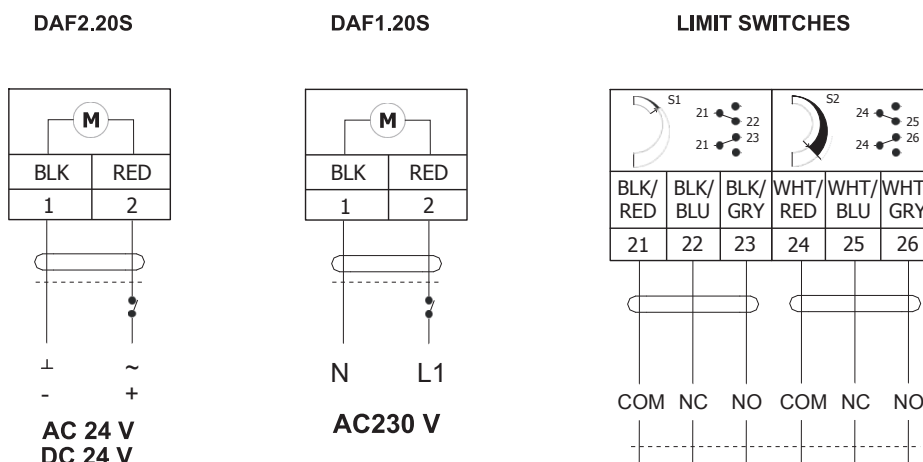 DAF2.20S
M
BLK RED
1 2
⊥ ~
- +
AC 24 V
DC 24 V
DAF1.20S
M
BLK RED
1 2
N L1
AC230 V
LIMIT SWITCHES
S1 21 22
21 23
S2 24 25
24 26
BLK/ BLK/ BLK/ WHT/ WHT/ WHT
RED BLU GRY RED BLU GRY
21 22 23 24 25 26
COM NC NO COM NC NO